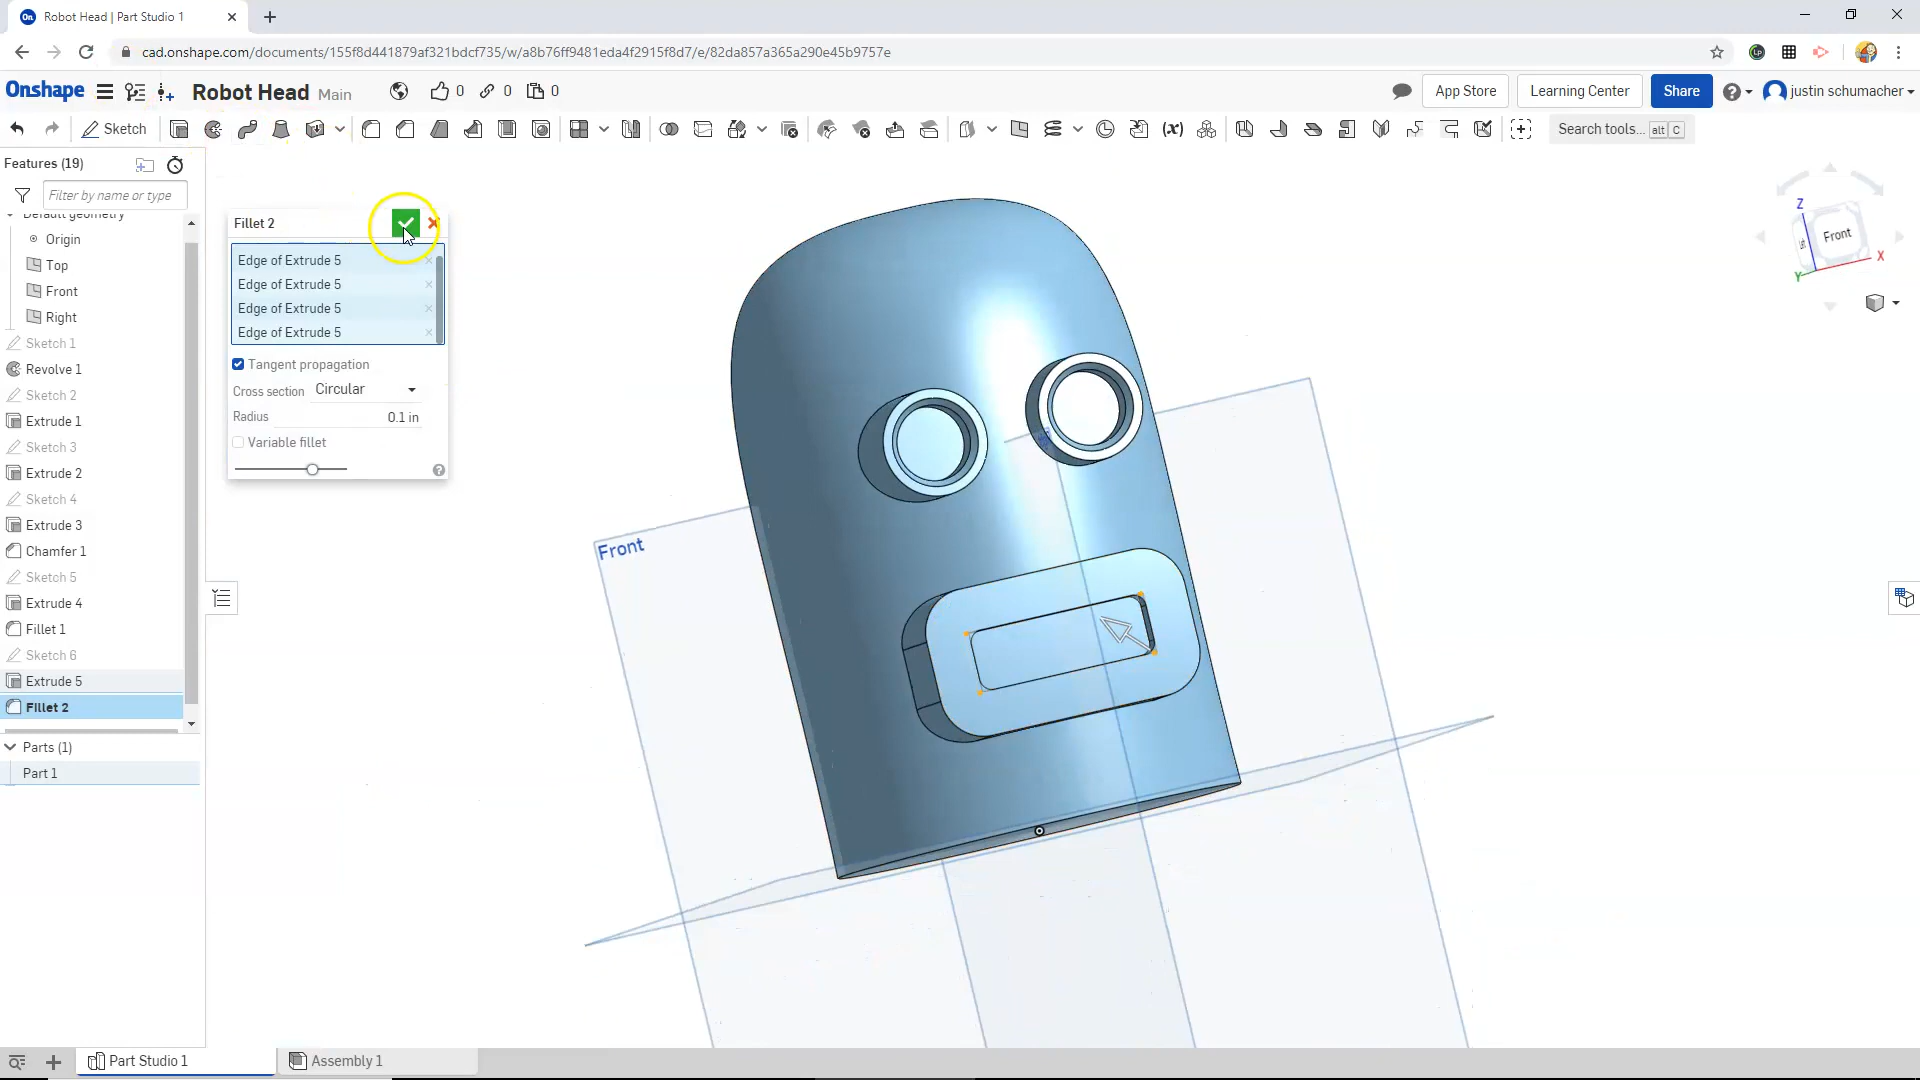 On Robot Head | Part Studio 1
cad.onshape.com/documents/155f8d441879af321bdcf735/w/a8b76ff9481eda4f2915f8d7/e/82da857a365a290e45b9757e
Onshape Robot Head Main 0 0 0 App Store Learning Center Share justin schumacher
Sketch (x) Search tools... alt C
Features (19)
Filter by name or type
Default geometry
Origin
Top
Front
Right
Sketch 1
Revolve 1
Sketch 2
Extrude 1
Sketch 3
Extrude 2
Sketch 4
Extrude 3
Chamfer 1
Sketch 5
Extrude 4
Fillet 1
Sketch 6
Extrude 5
Fillet 2
Parts (1)
Part 1
Fillet 2
Edge of Extrude 5
Edge of Extrude 5
Edge of Extrude 5
Edge of Extrude 5
Tangent propagation
Cross section Circular
Radius 0.1 in
Variable fillet
Front
Z
Front
X
Y
Part Studio 1 Assembly 1